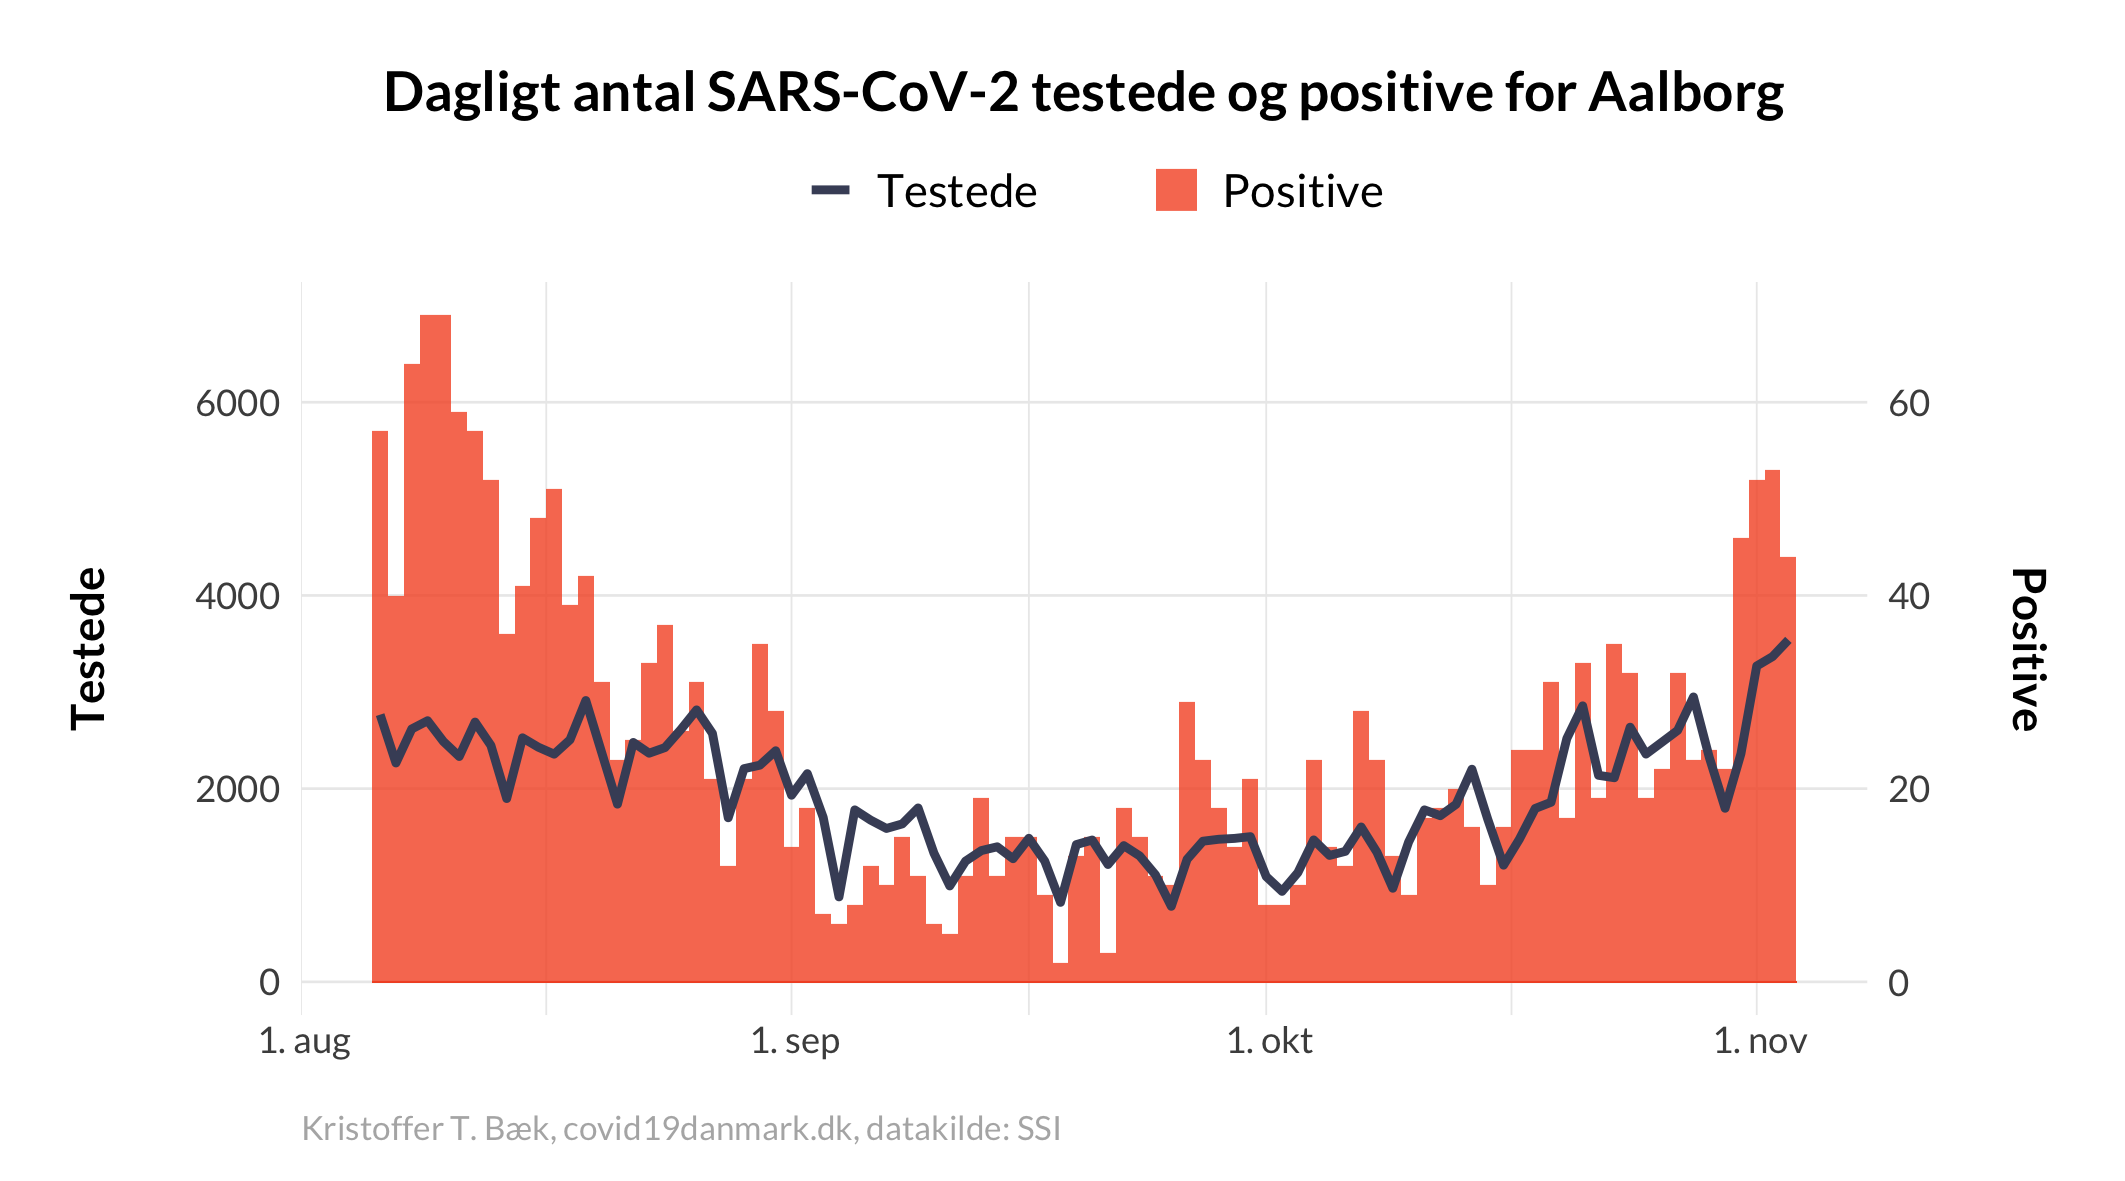 Dagligt antal SARS-CoV-2 testede og positive for Aalborg
Testede Positive
6000 60
4000 40
Testede
Positive
2000 20
0 0
1. aug 1. sep 1. okt 1. nov
Kristoffer T. Bæk, covid19danmark.dk, datakilde: SSI